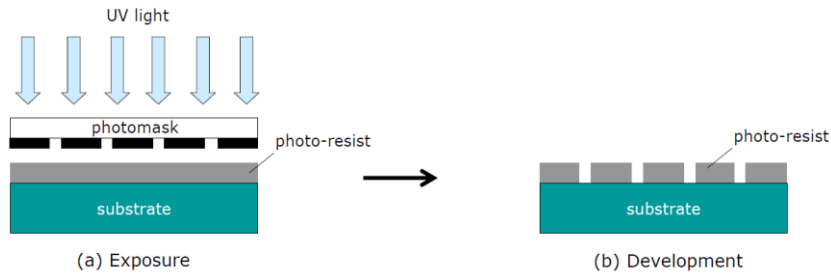 UV light
photomask
photo-resist
substrate
(a) Exposure
photo-resist
substrate
(b) Development